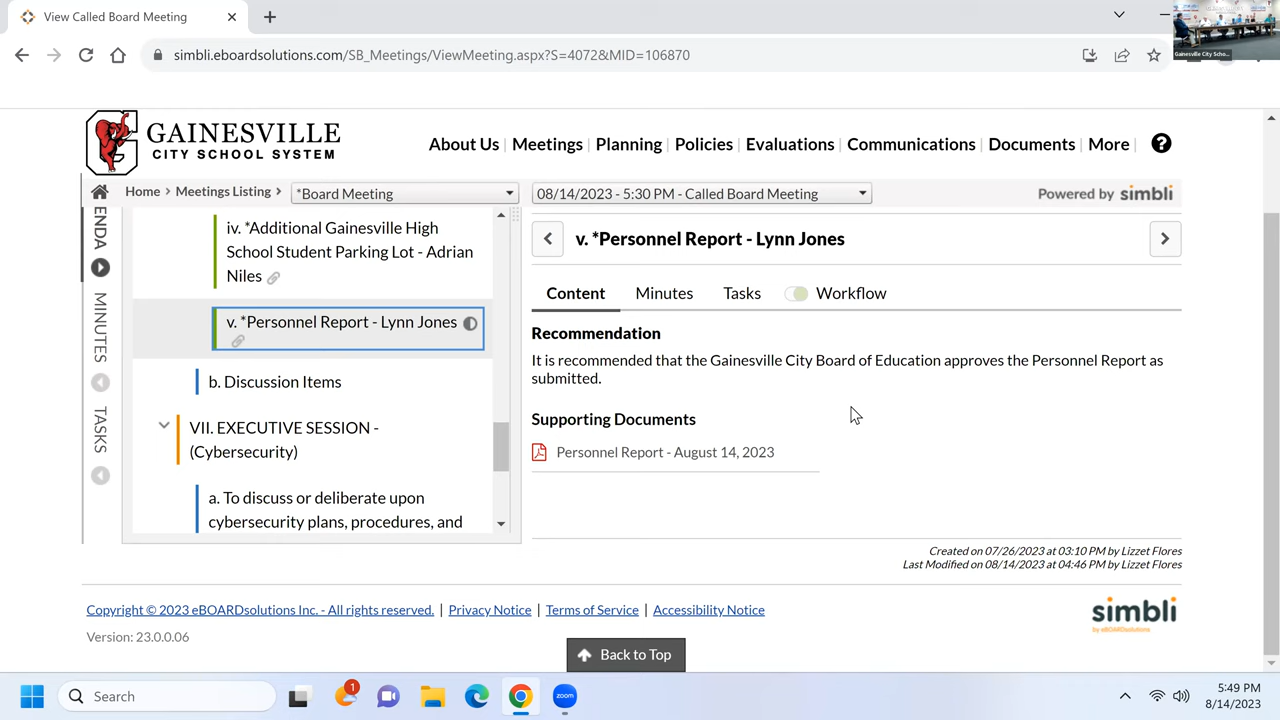 View Called Board Meeting
simbli.eboardsolutions.com/SB_Meetings/ViewMeeting.aspx?S=4072&MID=106870
Gainesville City Scho...
GAINESVILLE
CITY SCHOOL SYSTEM
About Us | Meetings | Planning | Policies | Evaluations | Communications | Documents | More |
Home > Meetings Listing > *Board Meeting
08/14/2023 - 5:30 PM - Called Board Meeting
Powered by simbli
ENDA
MINUTES
TASKS
iv. *Additional Gainesville High
School Student Parking Lot - Adrian
Niles
v. *Personnel Report - Lynn Jones
b. Discussion Items
VII. EXECUTIVE SESSION -
(Cybersecurity)
a. To discuss or deliberate upon
cybersecurity plans, procedures, and
v. *Personnel Report - Lynn Jones
Content Minutes Tasks Workflow
Recommendation
It is recommended that the Gainesville City Board of Education approves the Personnel Report as
submitted.
Supporting Documents
Personnel Report - August 14, 2023
Created on 07/26/2023 at 03:10 PM by Lizzet Flores
Last Modified on 08/14/2023 at 04:46 PM by Lizzet Flores
Copyright © 2023 eBOARDsolutions Inc. - All rights reserved. | Privacy Notice | Terms of Service | Accessibility Notice
simbli
by eBOARDsolutions
Version: 23.0.0.06
Back to Top
Search
1
zoom
5:49 PM
8/14/2023